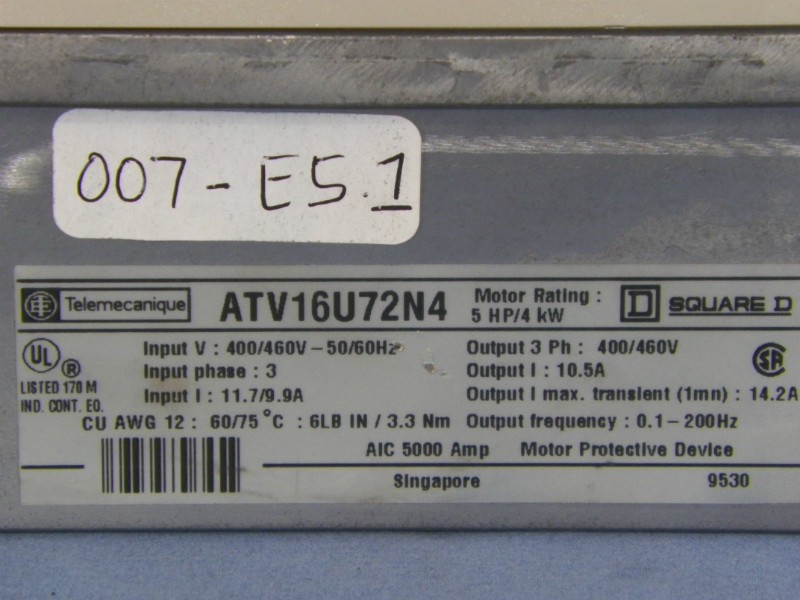 007-E5.1
Telemecanique ATV16U72N4 Motor Rating : 5 HP/4 kW D SQUARE D
UL ® LISTED 170 M IND. CONT. EQ.
Input V : 400/460V – 50/60Hz Output 3 Ph : 400/460V
Input phase : 3 Output I : 10.5A SA
Input I : 11.7/9.9A Output I max. transient (1mn) : 14.2A
CU AWG 12 : 60/75°C : 6LB IN / 3.3 Nm Output frequency : 0.1 – 200Hz
AIC 5000 Amp Motor Protective Device
Singapore 9530